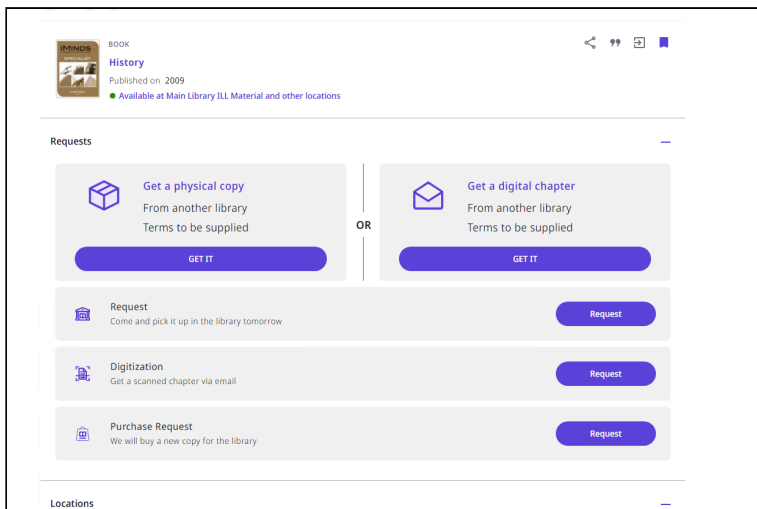 iMINDS
SPECIALIST
BOOK
History
Published on 2009
Available at Main Library ILL Material and other locations
Requests
Get a physical copy
From another library
Terms to be supplied
GET IT
OR
Get a digital chapter
From another library
Terms to be supplied
GET IT
Request
Come and pick it up in the library tomorrow
Request
Digitization
Get a scanned chapter via email
Request
Purchase Request
We will buy a new copy for the library
Request
Locations